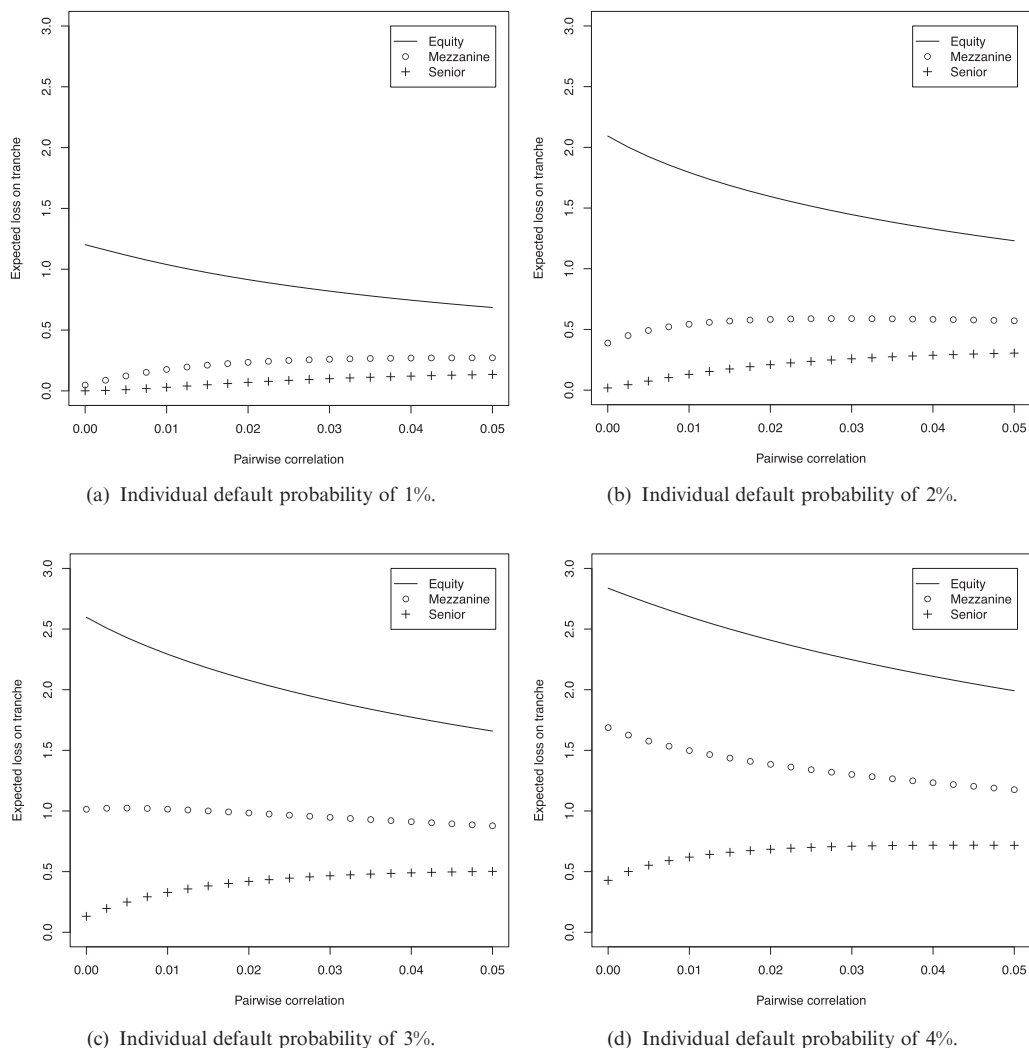 Expected loss on tranche
3.0
2.5
2.0
1.5
1.0
0.5
0.0
Equity
Mezzanine
Senior
0.00 0.01 0.02 0.03 0.04 0.05
Pairwise correlation
(a) Individual default probability of 1%.
Expected loss on tranche
3.0
2.5
2.0
1.5
1.0
0.5
0.0
Equity
Mezzanine
Senior
0.00 0.01 0.02 0.03 0.04 0.05
Pairwise correlation
(b) Individual default probability of 2%.
Expected loss on tranche
3.0
2.5
2.0
1.5
1.0
0.5
0.0
Equity
Mezzanine
Senior
0.00 0.01 0.02 0.03 0.04 0.05
Pairwise correlation
(c) Individual default probability of 3%.
Expected loss on tranche
3.0
2.5
2.0
1.5
1.0
0.5
0.0
Equity
Mezzanine
Senior
0.00 0.01 0.02 0.03 0.04 0.05
Pairwise correlation
(d) Individual default probability of 4%.